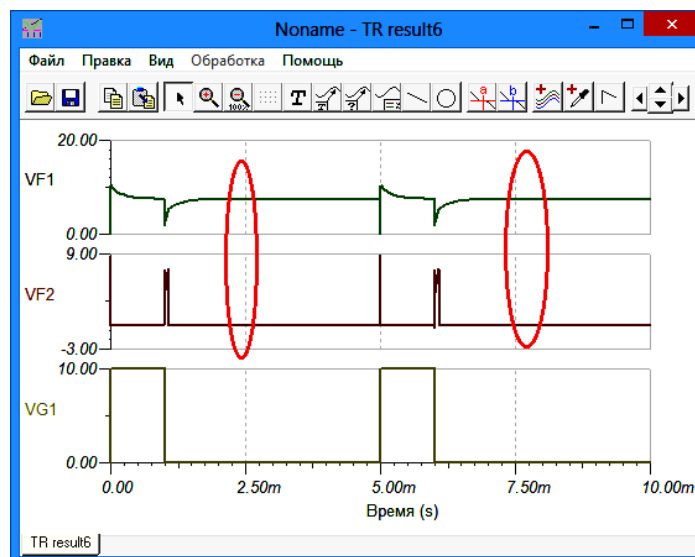 Noname - TR result6
Файл Правка Вид Обработка Помощь
100% T T ? a b
20.00
VF1
0.00
9.00
VF2
-3.00
10.00
VG1
0.00
0.00 2.50m 5.00m 7.50m 10.00m
Время (s)
TR result6